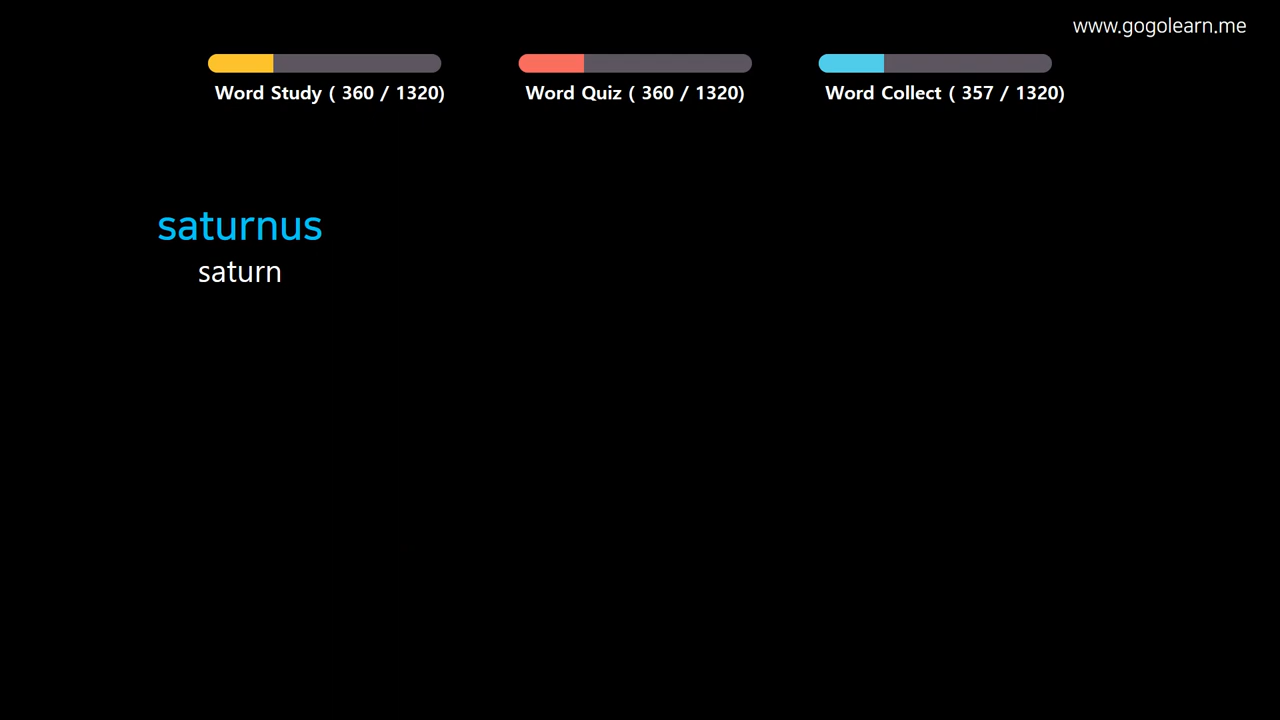 www.gogolearn.me
Word Study ( 360 / 1320)
Word Quiz ( 360 / 1320)
Word Collect ( 357 / 1320)
saturnus
saturn